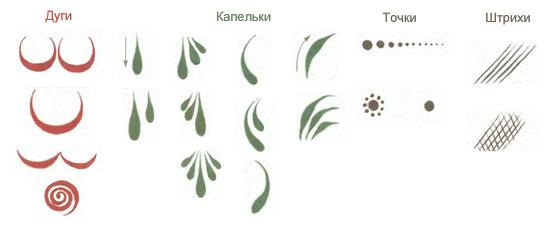 Дуги
Капельки
Точки
Штрихи